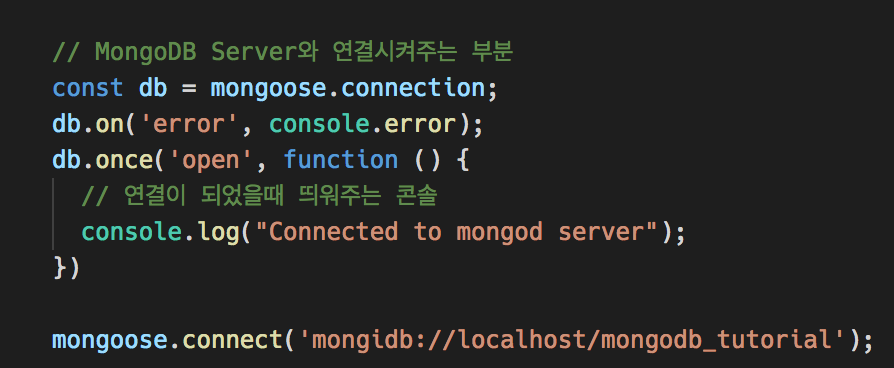 // MongoDB Server와 연결시켜주는 부분
const db = mongoose.connection;
db.on('error', console.error);
db.once('open', function () {
// 연결이 되었을때 띄워주는 콘솔
console.log("Connected to mongod server");
})
mongoose.connect('mongidb://localhost/mongodb_tutorial');